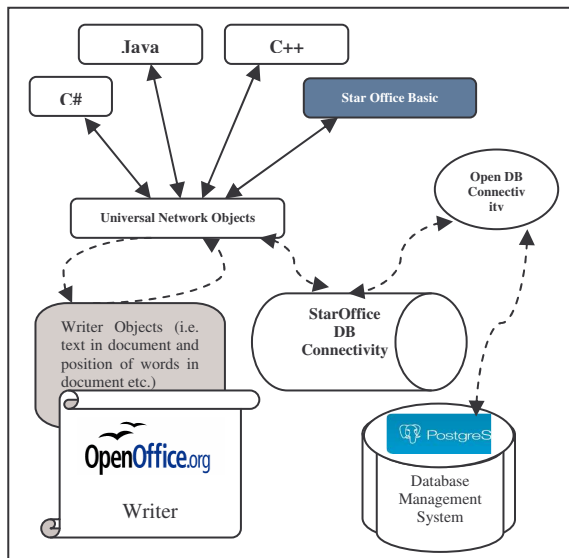 Java
C++
C#
Star Office Basic
Universal Network Objects
Open DB
Connectiv
ity
Writer Objects (i.e.
text in document and
position of words in
document etc.)
StarOffice
DB
Connectivity
OpenOffice.org
Writer
PostgreS
Database
Management
System